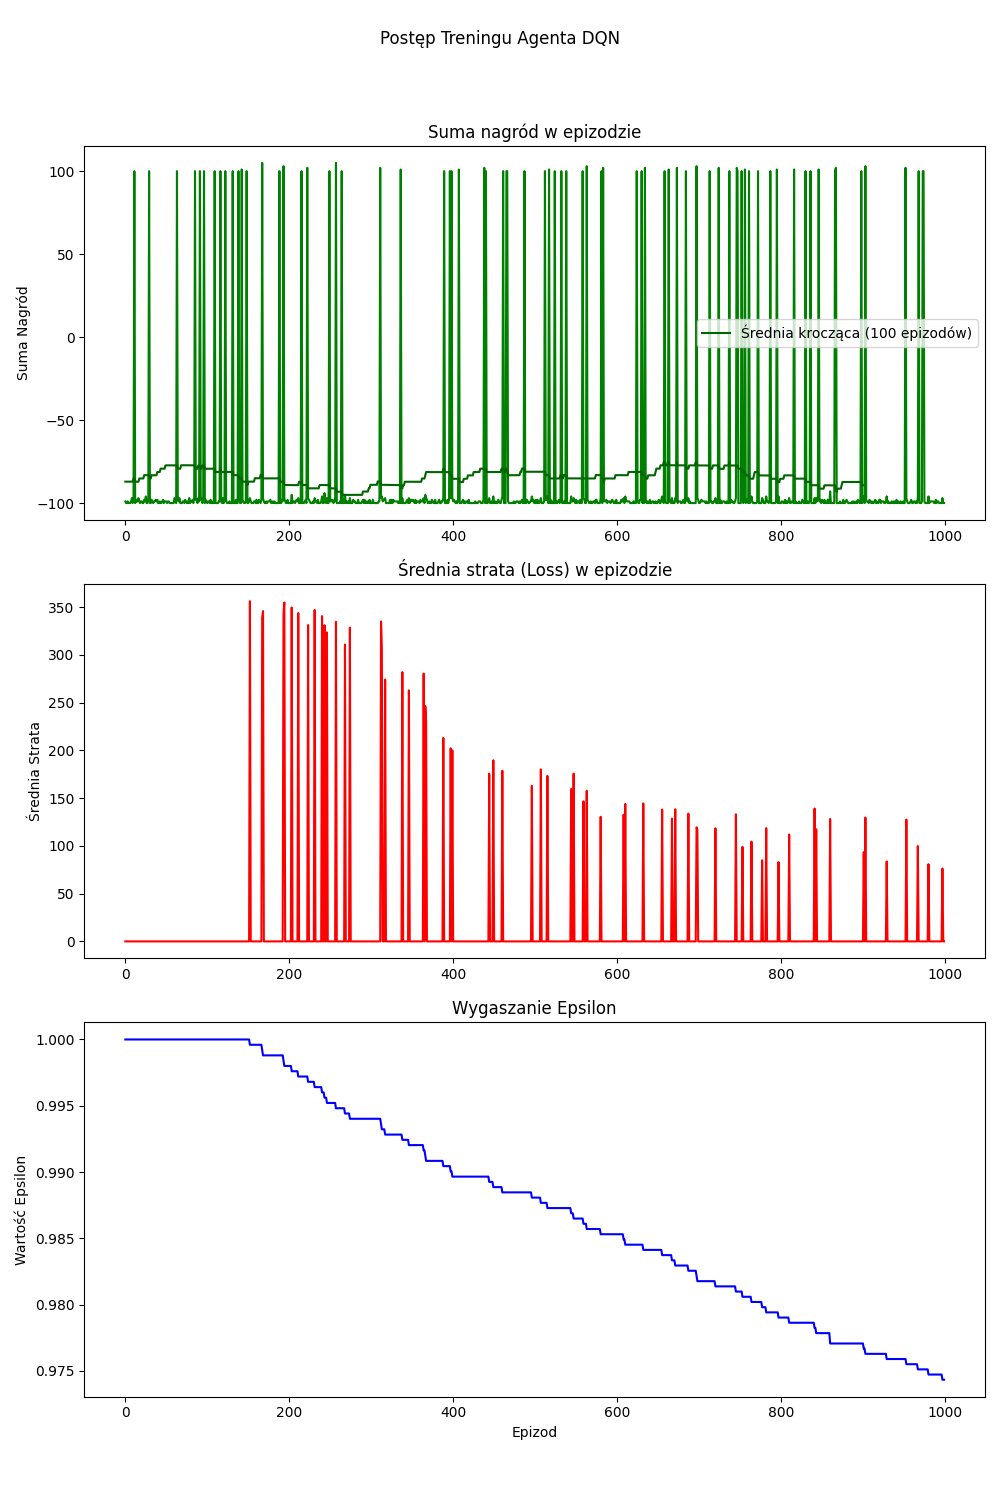 Postęp Treningu Agenta DQN
Suma nagród w epizodzie
Suma Nagród
100
50
0
−50
−100
Średnia krocząca (100 epizodów)
0 200 400 600 800 1000
Średnia strata (Loss) w epizodzie
Średnia Strata
350
300
250
200
150
100
50
0
0 200 400 600 800 1000
Wygaszanie Epsilon
Wartość Epsilon
1.000
0.995
0.990
0.985
0.980
0.975
0 200 400 600 800 1000
Epizod